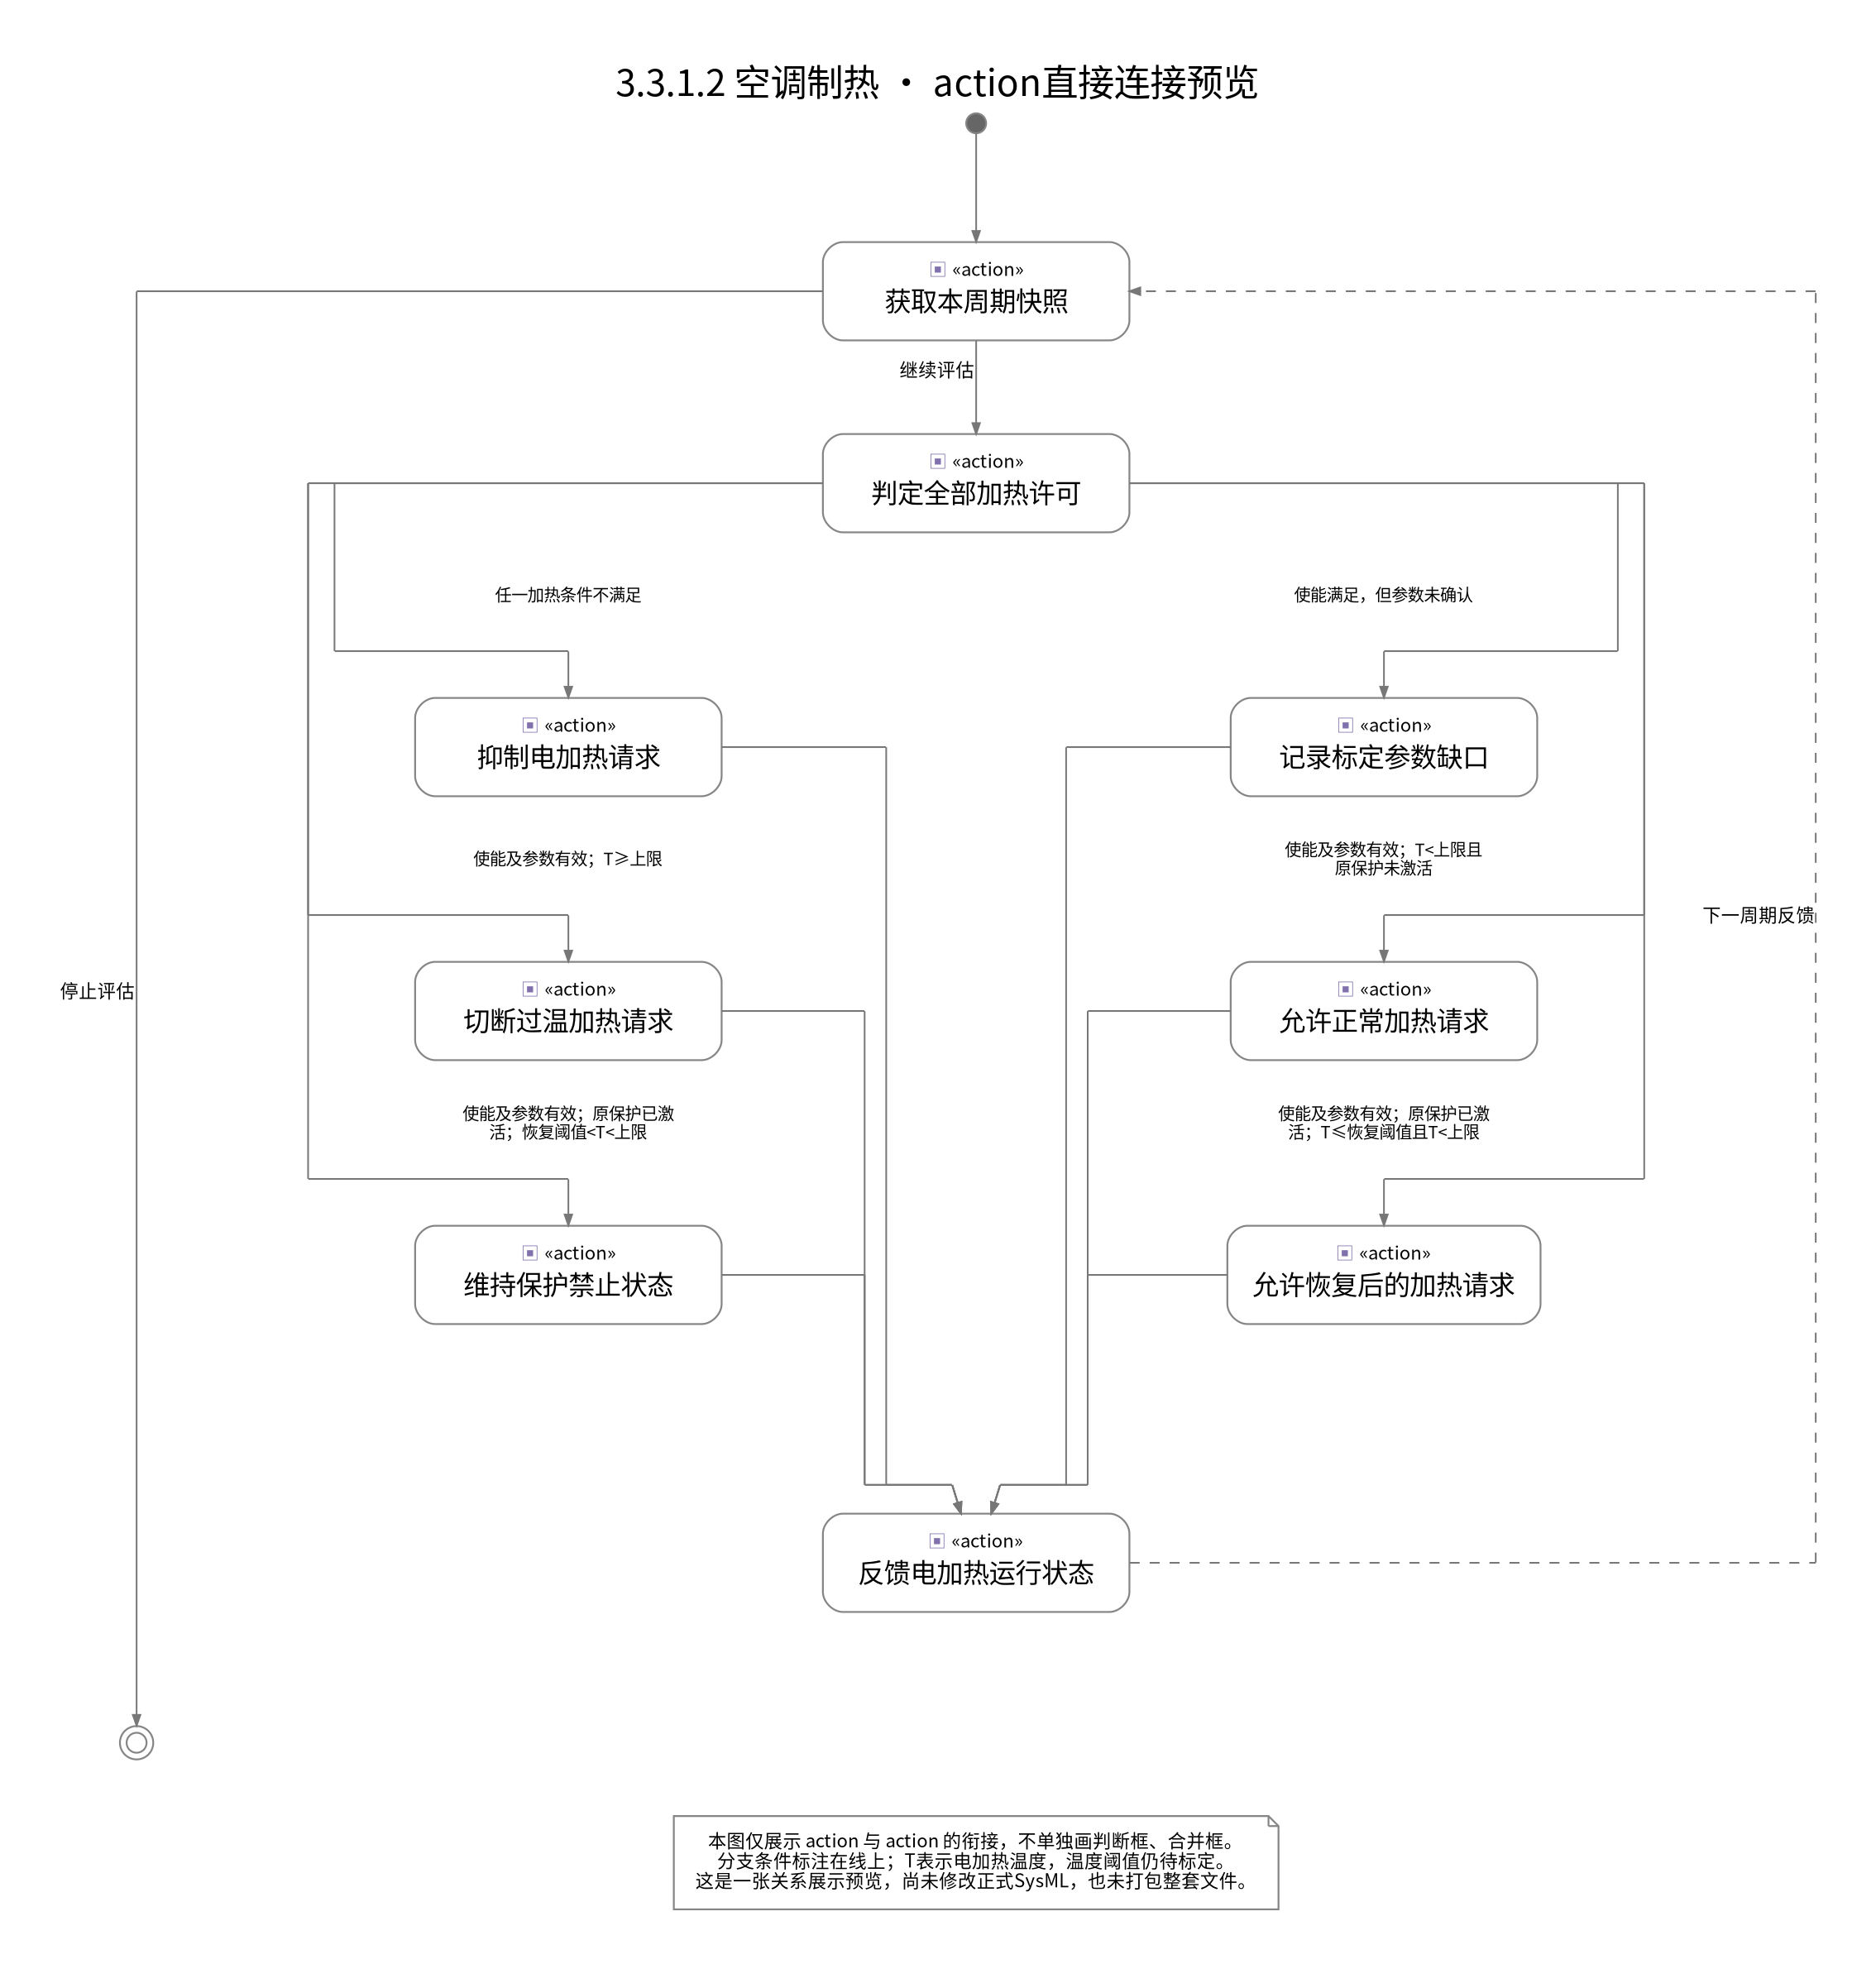 3.3.1.2 空调制热 · action直接连接预览
«action»
获取本周期快照
继续评估
«action»
判定全部加热许可
任一加热条件不满足
使能满足，但参数未确认
«action»
抑制电加热请求
«action»
记录标定参数缺口
使能及参数有效；T≥上限
使能及参数有效；T<上限且
原保护未激活
下一周期反馈
停止评估
«action»
切断过温加热请求
«action»
允许正常加热请求
使能及参数有效；原保护已激
活；恢复阈值<T<上限
使能及参数有效；原保护已激
活；T≤恢复阈值且T<上限
«action»
维持保护禁止状态
«action»
允许恢复后的加热请求
«action»
反馈电加热运行状态
本图仅展示 action 与 action 的衔接，不单独画判断框、合并框。
分支条件标注在线上；T表示电加热温度，温度阈值仍待标定。
这是一张关系展示预览，尚未修改正式SysML，也未打包整套文件。